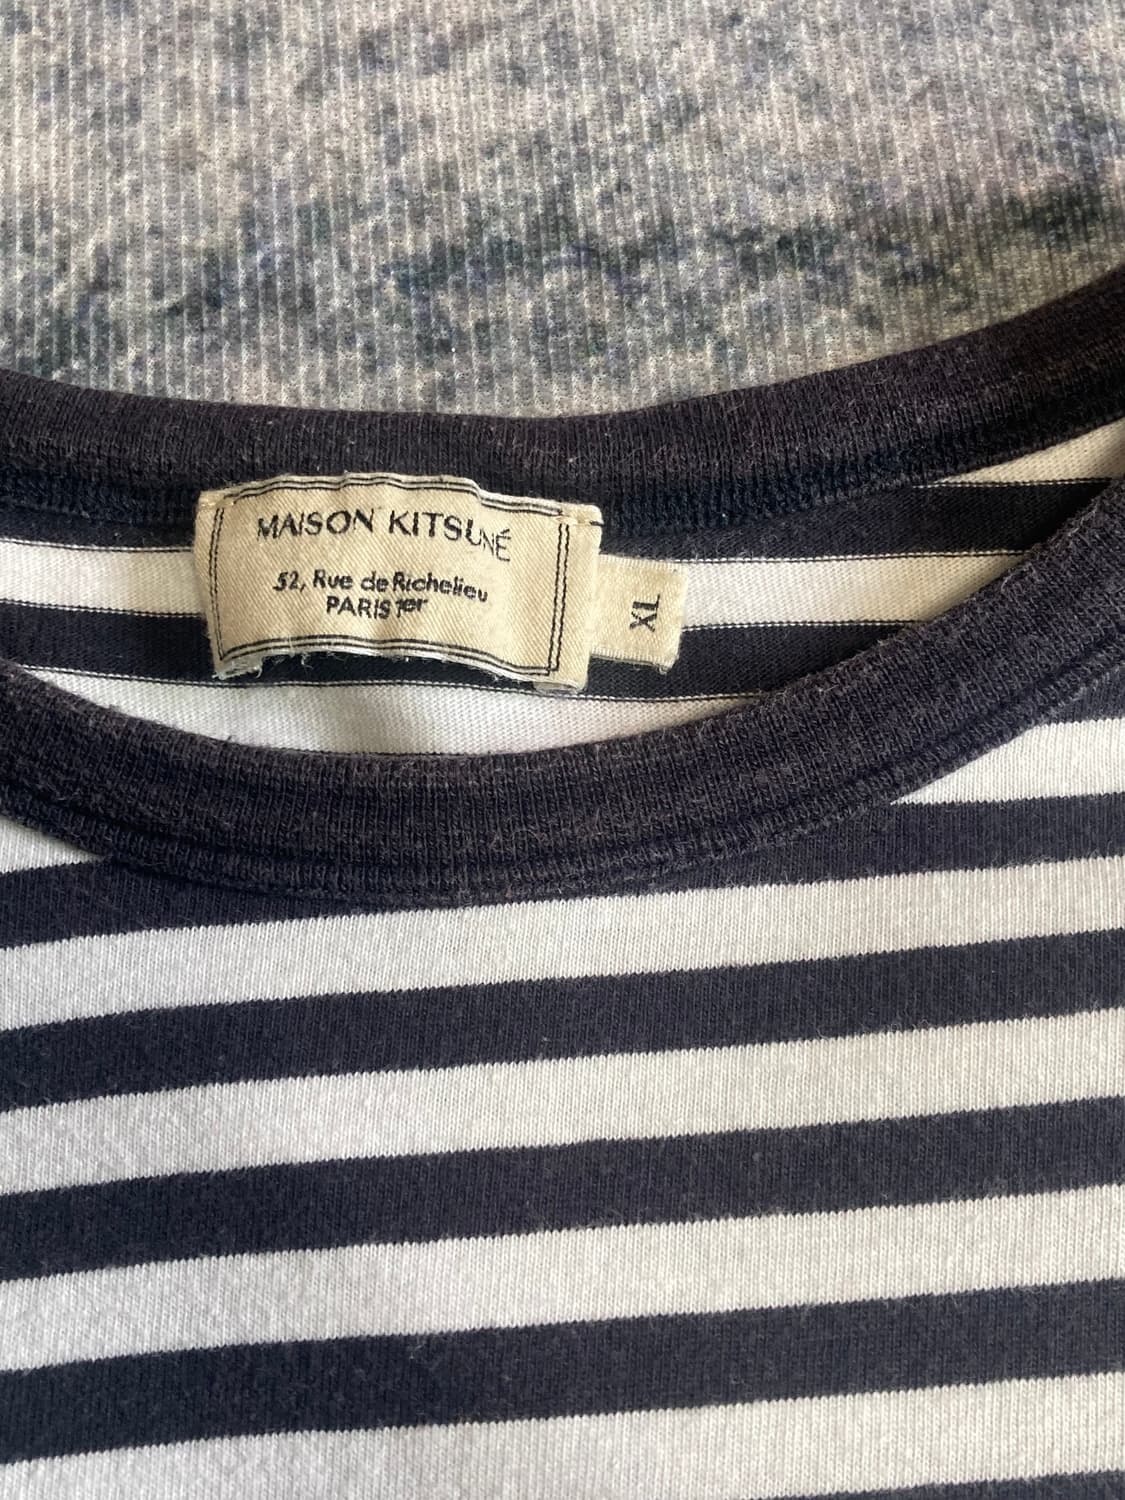 MAISON KITSUNÉ
52, Rue de Richelieu
PARIS 1er
XL